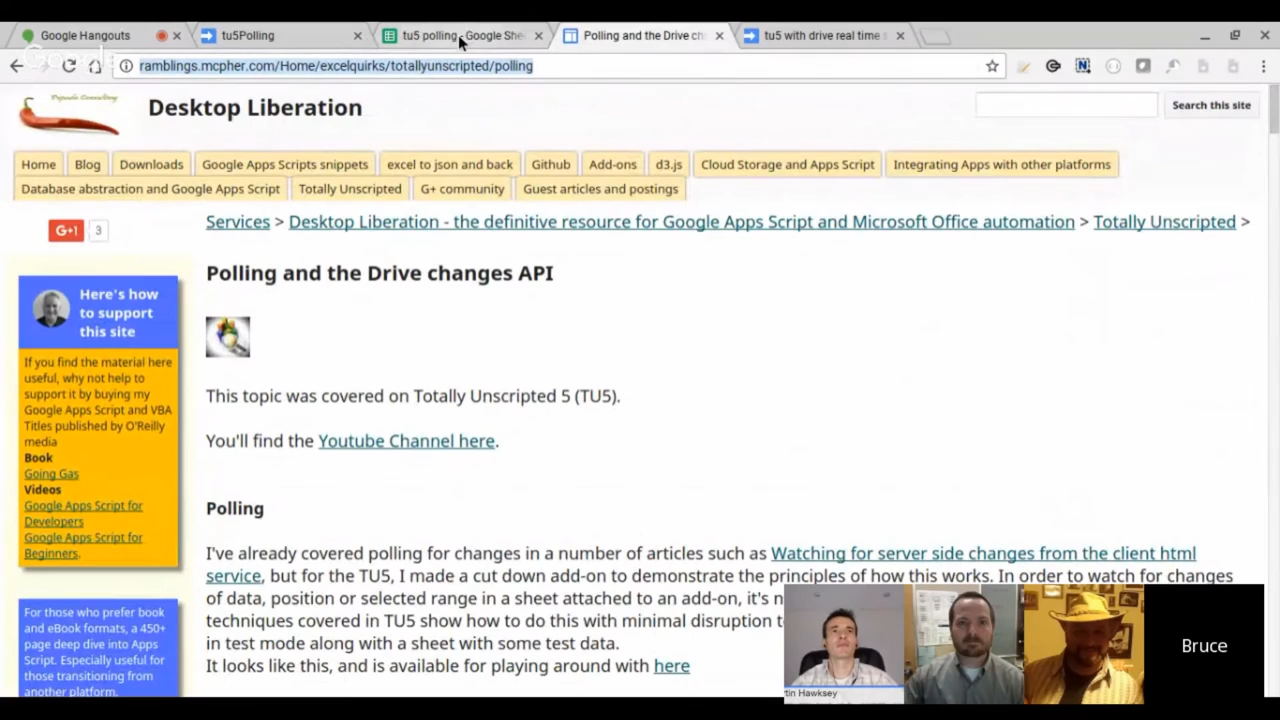 Google Hangouts
tu5Polling
tu5 polling - Google She
Polling and the Drive ch
tu5 with drive real time s
ramblings.mcpher.com/Home/excelquirks/totallyunscripted/polling
Desktop Liberation
Search this site
Home Blog Downloads Google Apps Scripts snippets excel to json and back Github Add-ons d3.js Cloud Storage and Apps Script Integrating Apps with other platforms
Database abstraction and Google Apps Script Totally Unscripted G+ community Guest articles and postings
G+1 3
Services > Desktop Liberation - the definitive resource for Google Apps Script and Microsoft Office automation > Totally Unscripted >
Polling and the Drive changes API
Here's how
to support
this site
If you find the material here
useful, why not help to
support it by buying my
Google Apps Script and VBA
Titles published by O'Reilly
media
Book
Going Gas
Videos
Google Apps Script for
Developers
Google Apps Script for
Beginners.
This topic was covered on Totally Unscripted 5 (TU5).
You'll find the Youtube Channel here.
Polling
I've already covered polling for changes in a number of articles such as Watching for server side changes from the client html
service, but for the TU5, I made a cut down add-on to demonstrate the principles of how this works. In order to watch for changes
of data, position or selected range in a sheet attached to an add-on, it's n
techniques covered in TU5 show how to do this with minimal disruption t
in test mode along with a sheet with some test data.
It looks like this, and is available for playing around with here
For those who prefer book
and eBook formats, a 450+
page deep dive into Apps
Script. Especially useful for
those transitioning from
another platform.
tin Hawksey
Bruce